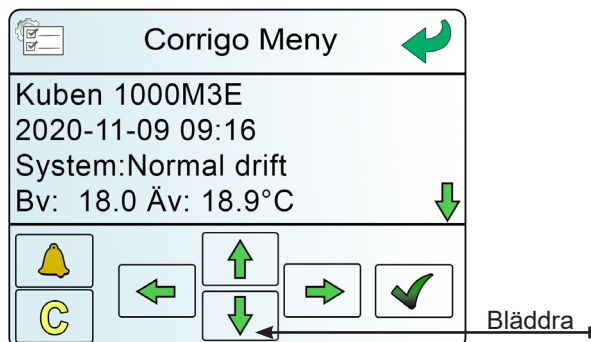 Corrigo Meny
Kuben 1000M3E
2020-11-09 09:16
System:Normal drift
Bv:  18.0 Äv: 18.9°C
C
Bläddra